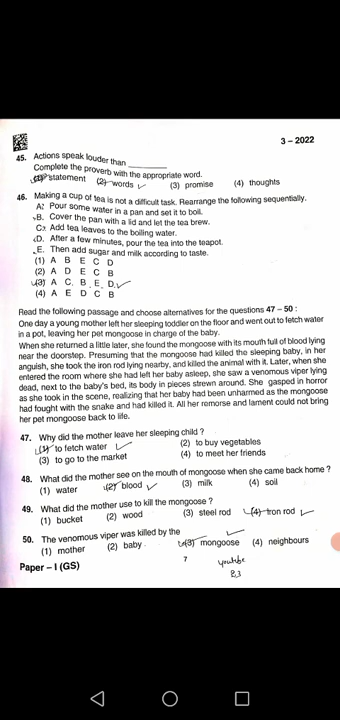 3 – 2022
45. Actions speak louder than ________
Complete the proverb with the appropriate word.
(1) statement (2) words (3) promise (4) thoughts
46. Making a cup of tea is not a difficult task. Rearrange the following sequentially.
A. Pour some water in a pan and set it to boil.
B. Cover the pan with a lid and let the tea brew.
C. Add tea leaves to the boiling water.
D. After a few minutes, pour the tea into the teapot.
E. Then add sugar and milk according to taste.
(1) A B E C D
(2) A D E C B
(3) A C B E D
(4) A E D C B
Read the following passage and choose alternatives for the questions 47 – 50 :
One day a young mother left her sleeping toddler on the floor and went out to fetch water
in a pot, leaving her pet mongoose in charge of the baby.
When she returned a little later, she found the mongoose with its mouth full of blood lying
near the doorstep. Presuming that the mongoose had killed the sleeping baby, in her
anguish, she took the iron rod lying nearby, and killed the animal with it. Later, when she
entered the room where she had left her baby asleep, she saw a venomous viper lying
dead, next to the baby's bed, its body in pieces strewn around. She gasped in horror
as she took in the scene, realizing that her baby had been unharmed as the mongoose
had fought with the snake and had killed it. All her remorse and lament could not bring
her pet mongoose back to life.
47. Why did the mother leave her sleeping child ?
(1) to fetch water (2) to buy vegetables
(3) to go to the market (4) to meet her friends
48. What did the mother see on the mouth of mongoose when she came back home ?
(1) water (2) blood (3) milk (4) soil
49. What did the mother use to kill the mongoose ?
(1) bucket (2) wood (3) steel rod (4) iron rod
50. The venomous viper was killed by the
(1) mother (2) baby (3) mongoose (4) neighbours
Paper – I (GS) 7 youtube